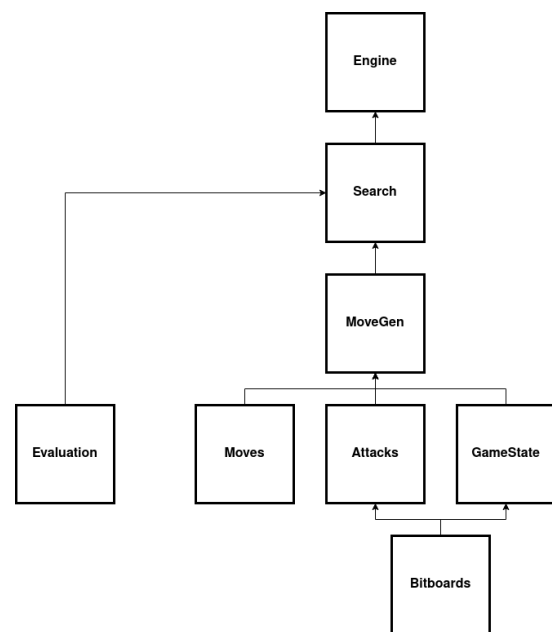 Engine
Search
MoveGen
Evaluation
Moves
Attacks
GameState
Bitboards